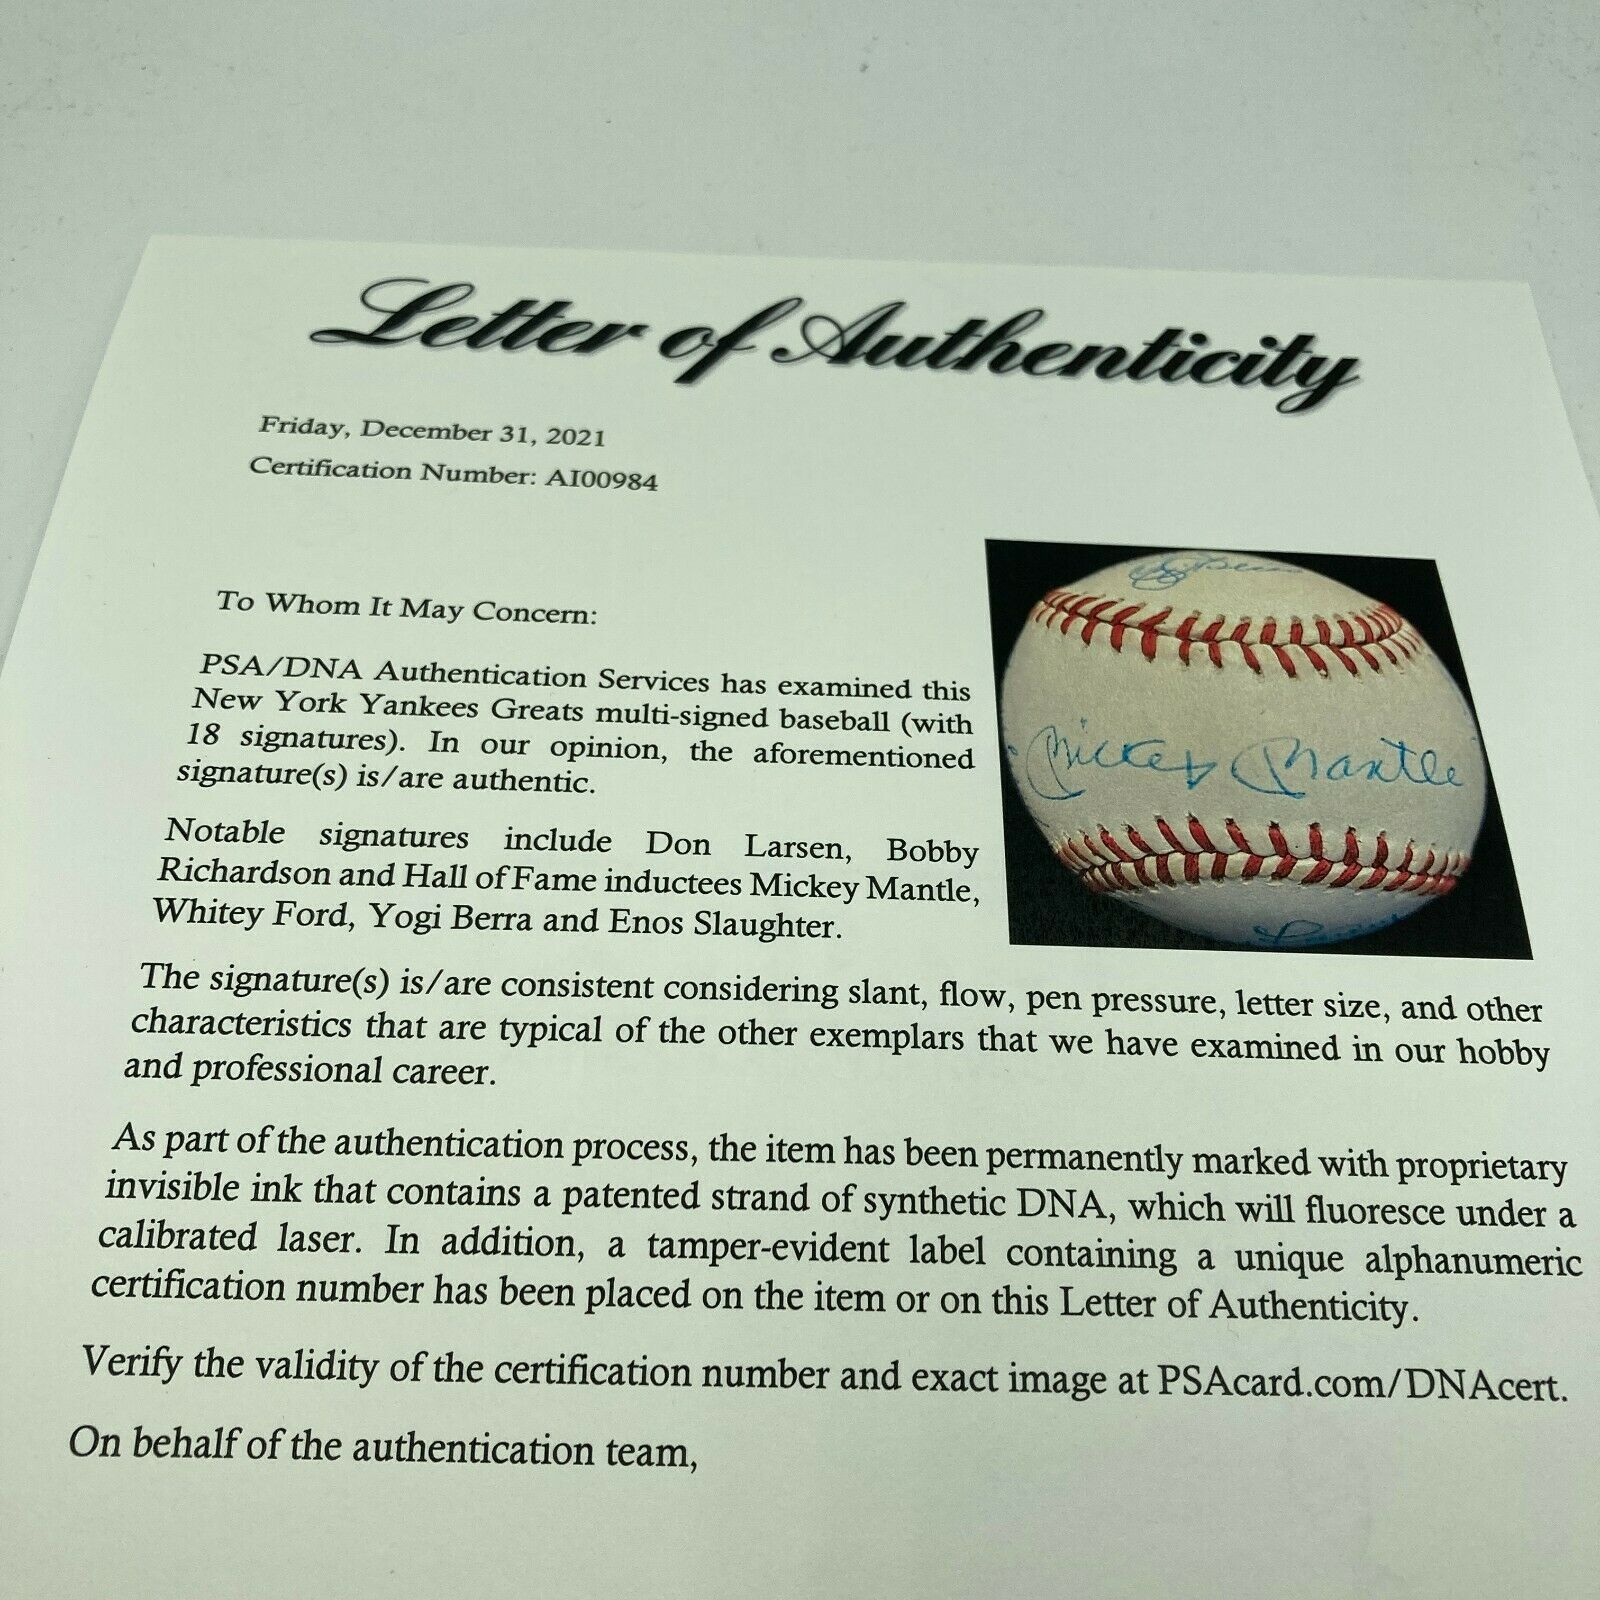 Letter of Authenticity
Friday, December 31, 2021
Certification Number: AI00984
To Whom It May Concern:
PSA/DNA Authentication Services has examined this
New York Yankees Greats multi-signed baseball (with
18 signatures). In our opinion, the aforementioned
signature(s) is/are authentic.
Notable signatures include Don Larsen, Bobby
Richardson and Hall of Fame inductees Mickey Mantle,
Whitey Ford, Yogi Berra and Enos Slaughter.
Mickey Mantle
The signature(s) is/are consistent considering slant, flow, pen pressure, letter size, and other
characteristics that are typical of the other exemplars that we have examined in our hobby
and professional career.
As part of the authentication process, the item has been permanently marked with proprietary
invisible ink that contains a patented strand of synthetic DNA, which will fluoresce under a
calibrated laser. In addition, a tamper-evident label containing a unique alphanumeric
certification number has been placed on the item or on this Letter of Authenticity.
Verify the validity of the certification number and exact image at PSAcard.com/DNAcert.
On behalf of the authentication team,